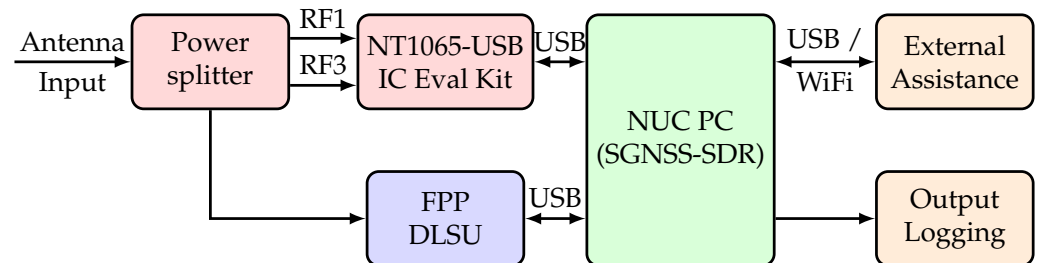 Antenna
Input
Power
splitter
RF1
RF3
NT1065-USB
IC Eval Kit
USB
NUC PC
(SGNSS-SDR)
USB /
WiFi
External
Assistance
FPP
DLSU
USB
Output
Logging